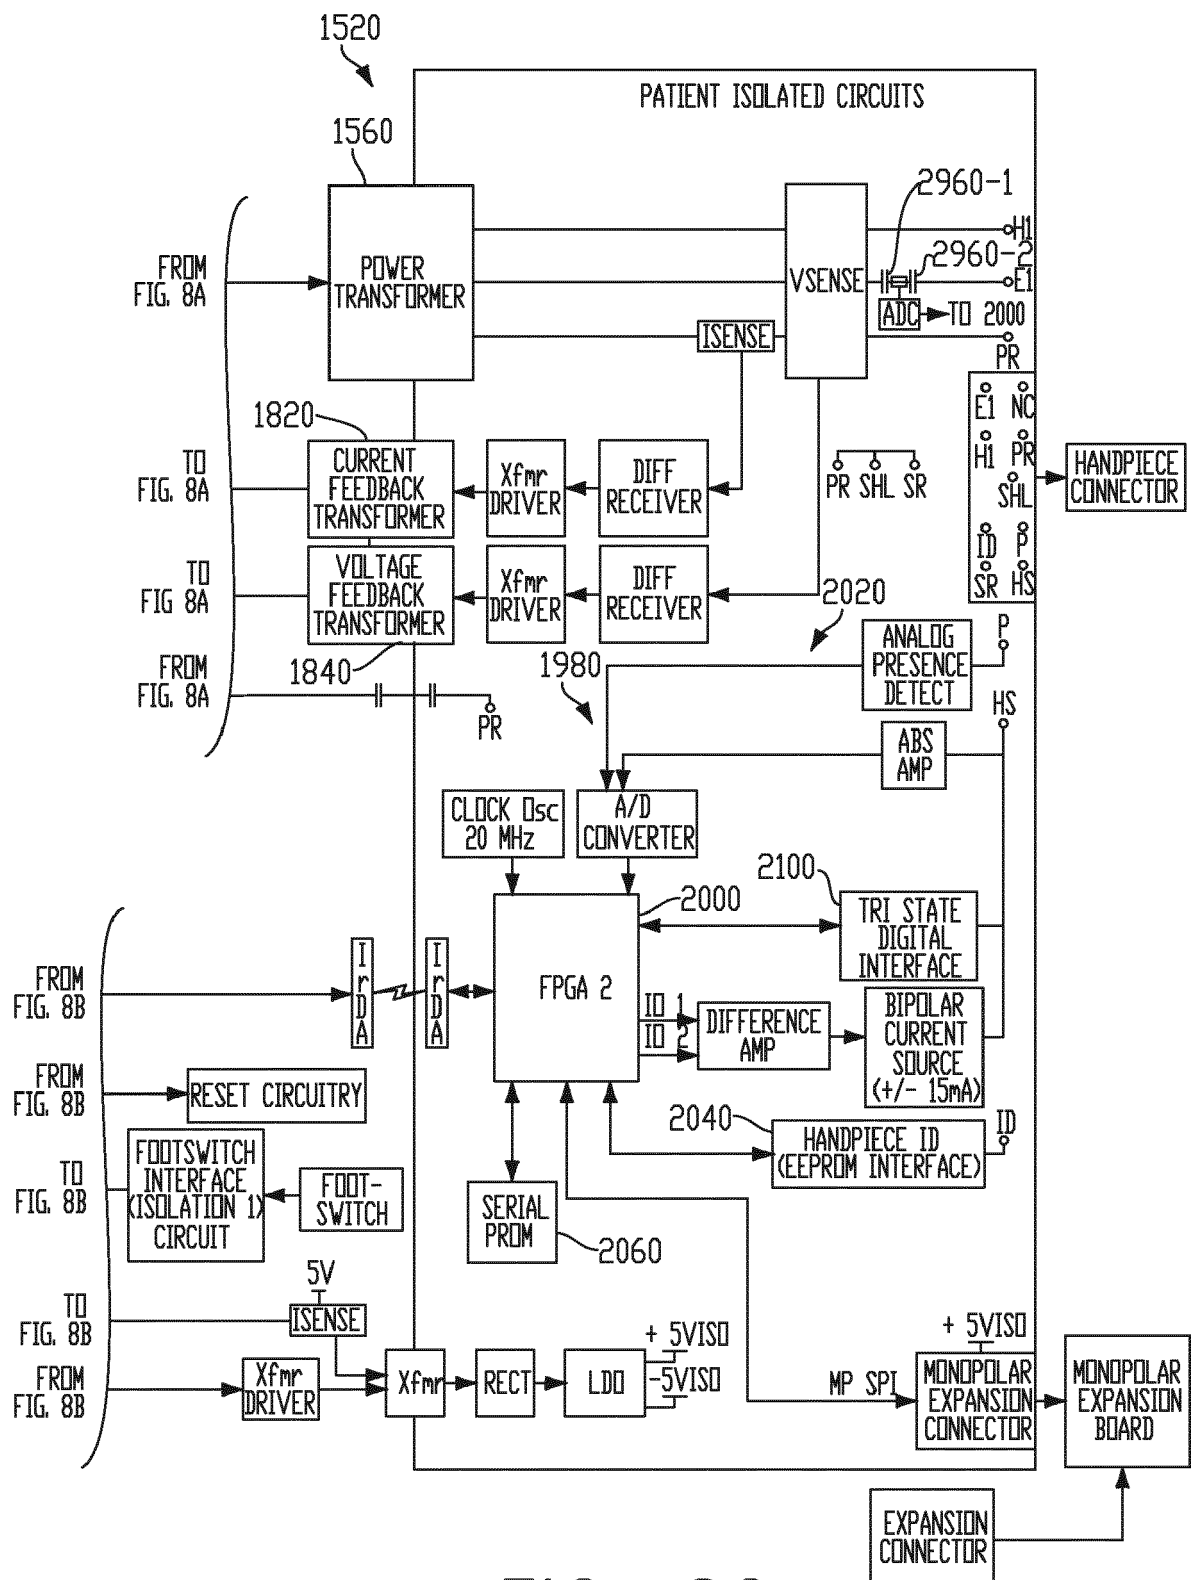 1520
PATIENT ISOLATED CIRCUITS
1560
2960-1
H1
FROM
FIG. 8A
POWER
TRANSFORMER
VSENSE
2960-2
E1
ADC
TO 2000
ISENSE
PR
1820
E1 NC
TO
FIG. 8A
CURRENT
FEEDBACK
TRANSFORMER
Xfmr
DRIVER
DIFF
RECEIVER
PR SHL SR
H1 PR
SHL
HANDPIECE
CONNECTOR
ID P
SR HS
TO
FIG 8A
VOLTAGE
FEEDBACK
TRANSFORMER
Xfmr
DRIVER
DIFF
RECEIVER
2020
FROM
FIG. 8A
1840
PR
1980
ANALOG
PRESENCE
DETECT
P
HS
ABS
AMP
CLOCK Osc
20 MHz
A/D
CONVERTER
2000
2100
TRI STATE
DIGITAL
INTERFACE
FROM
FIG. 8B
IrDA
IrDA
FPGA 2
IO 1
IO 2
DIFFERENCE
AMP
BIPOLAR
CURRENT
SOURCE
(+/- 15mA)
FROM
FIG. 8B
RESET CIRCUITRY
2040
HANDPIECE ID
(EEPROM INTERFACE)
ID
TO
FIG. 8B
FOOTSWITCH
INTERFACE
(ISOLATION 1)
CIRCUIT
FOOT-
SWITCH
SERIAL
PROM
2060
TO
FIG. 8B
5V
ISENSE
FROM
FIG. 8B
Xfmr
DRIVER
Xfmr
RECT
LDO
+ 5VISO
-5VISO
MP SPI
+ 5VISO
MONOPOLAR
EXPANSION
CONNECTOR
MONOPOLAR
EXPANSION
BOARD
EXPANSION
CONNECTOR